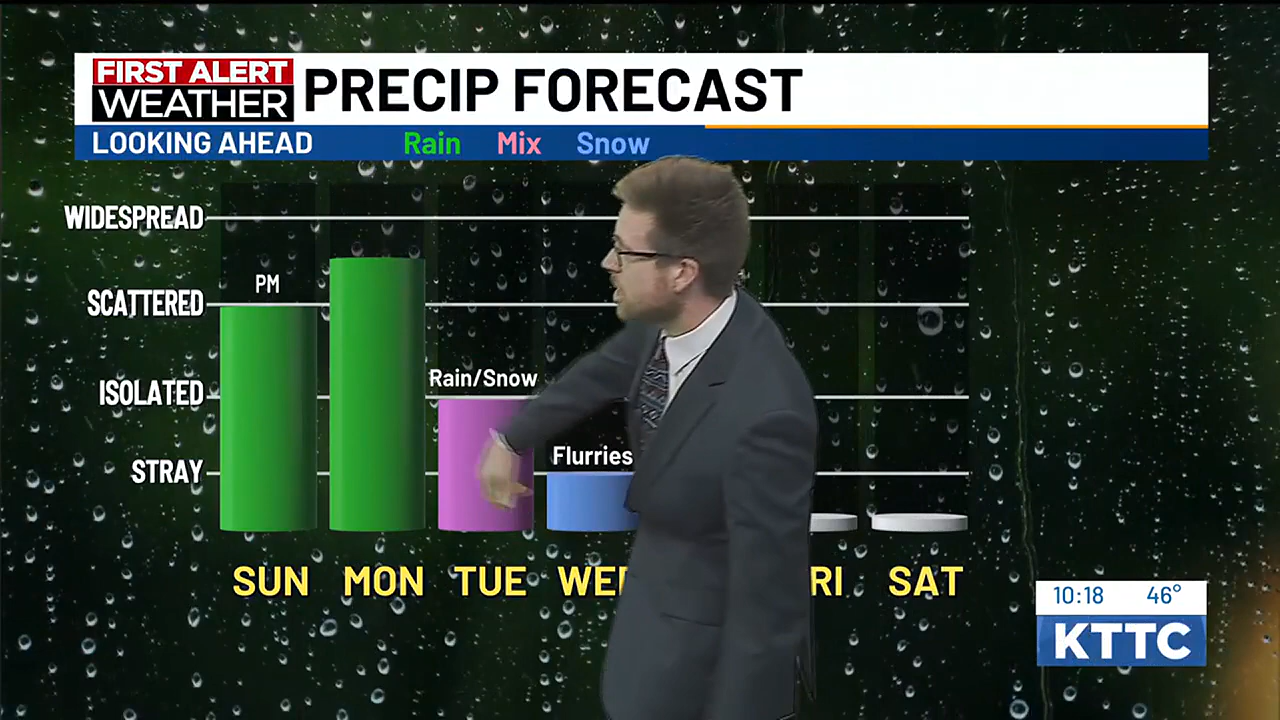 FIRST ALERT
WEATHER
PRECIP FORECAST
LOOKING AHEAD Rain Mix Snow
WIDESPREAD
PM
SCATTERED
Rain/Snow
ISOLATED
Flurries
STRAY
SUN MON TUE SAT
10:18 46°
KTTC